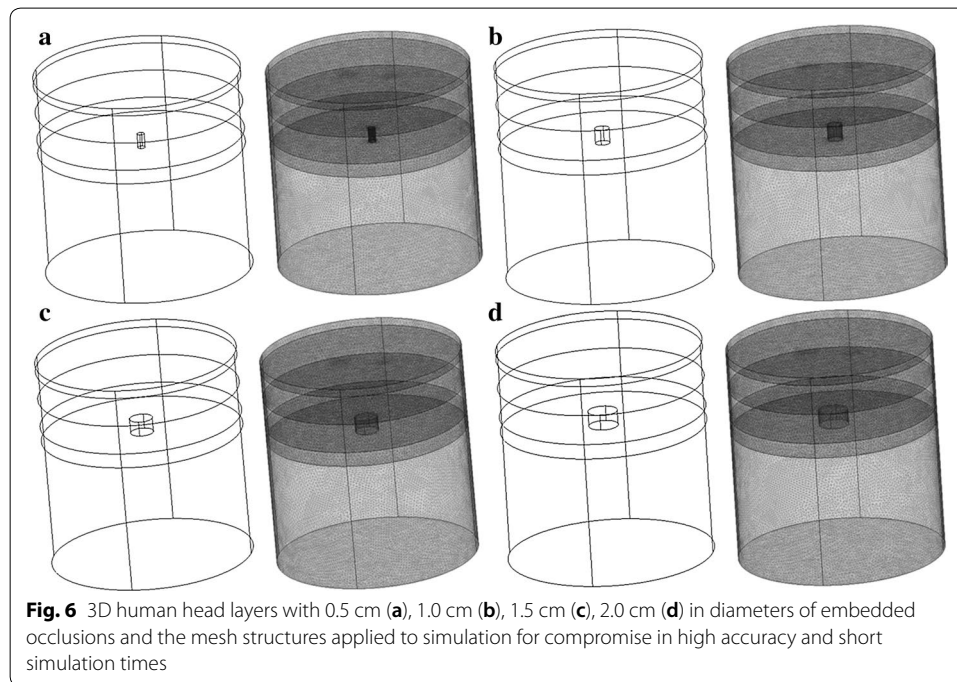 a
b
c
d
Fig. 6 3D human head layers with 0.5 cm (a), 1.0 cm (b), 1.5 cm (c), 2.0 cm (d) in diameters of embedded
occlusions and the mesh structures applied to simulation for compromise in high accuracy and short
simulation times